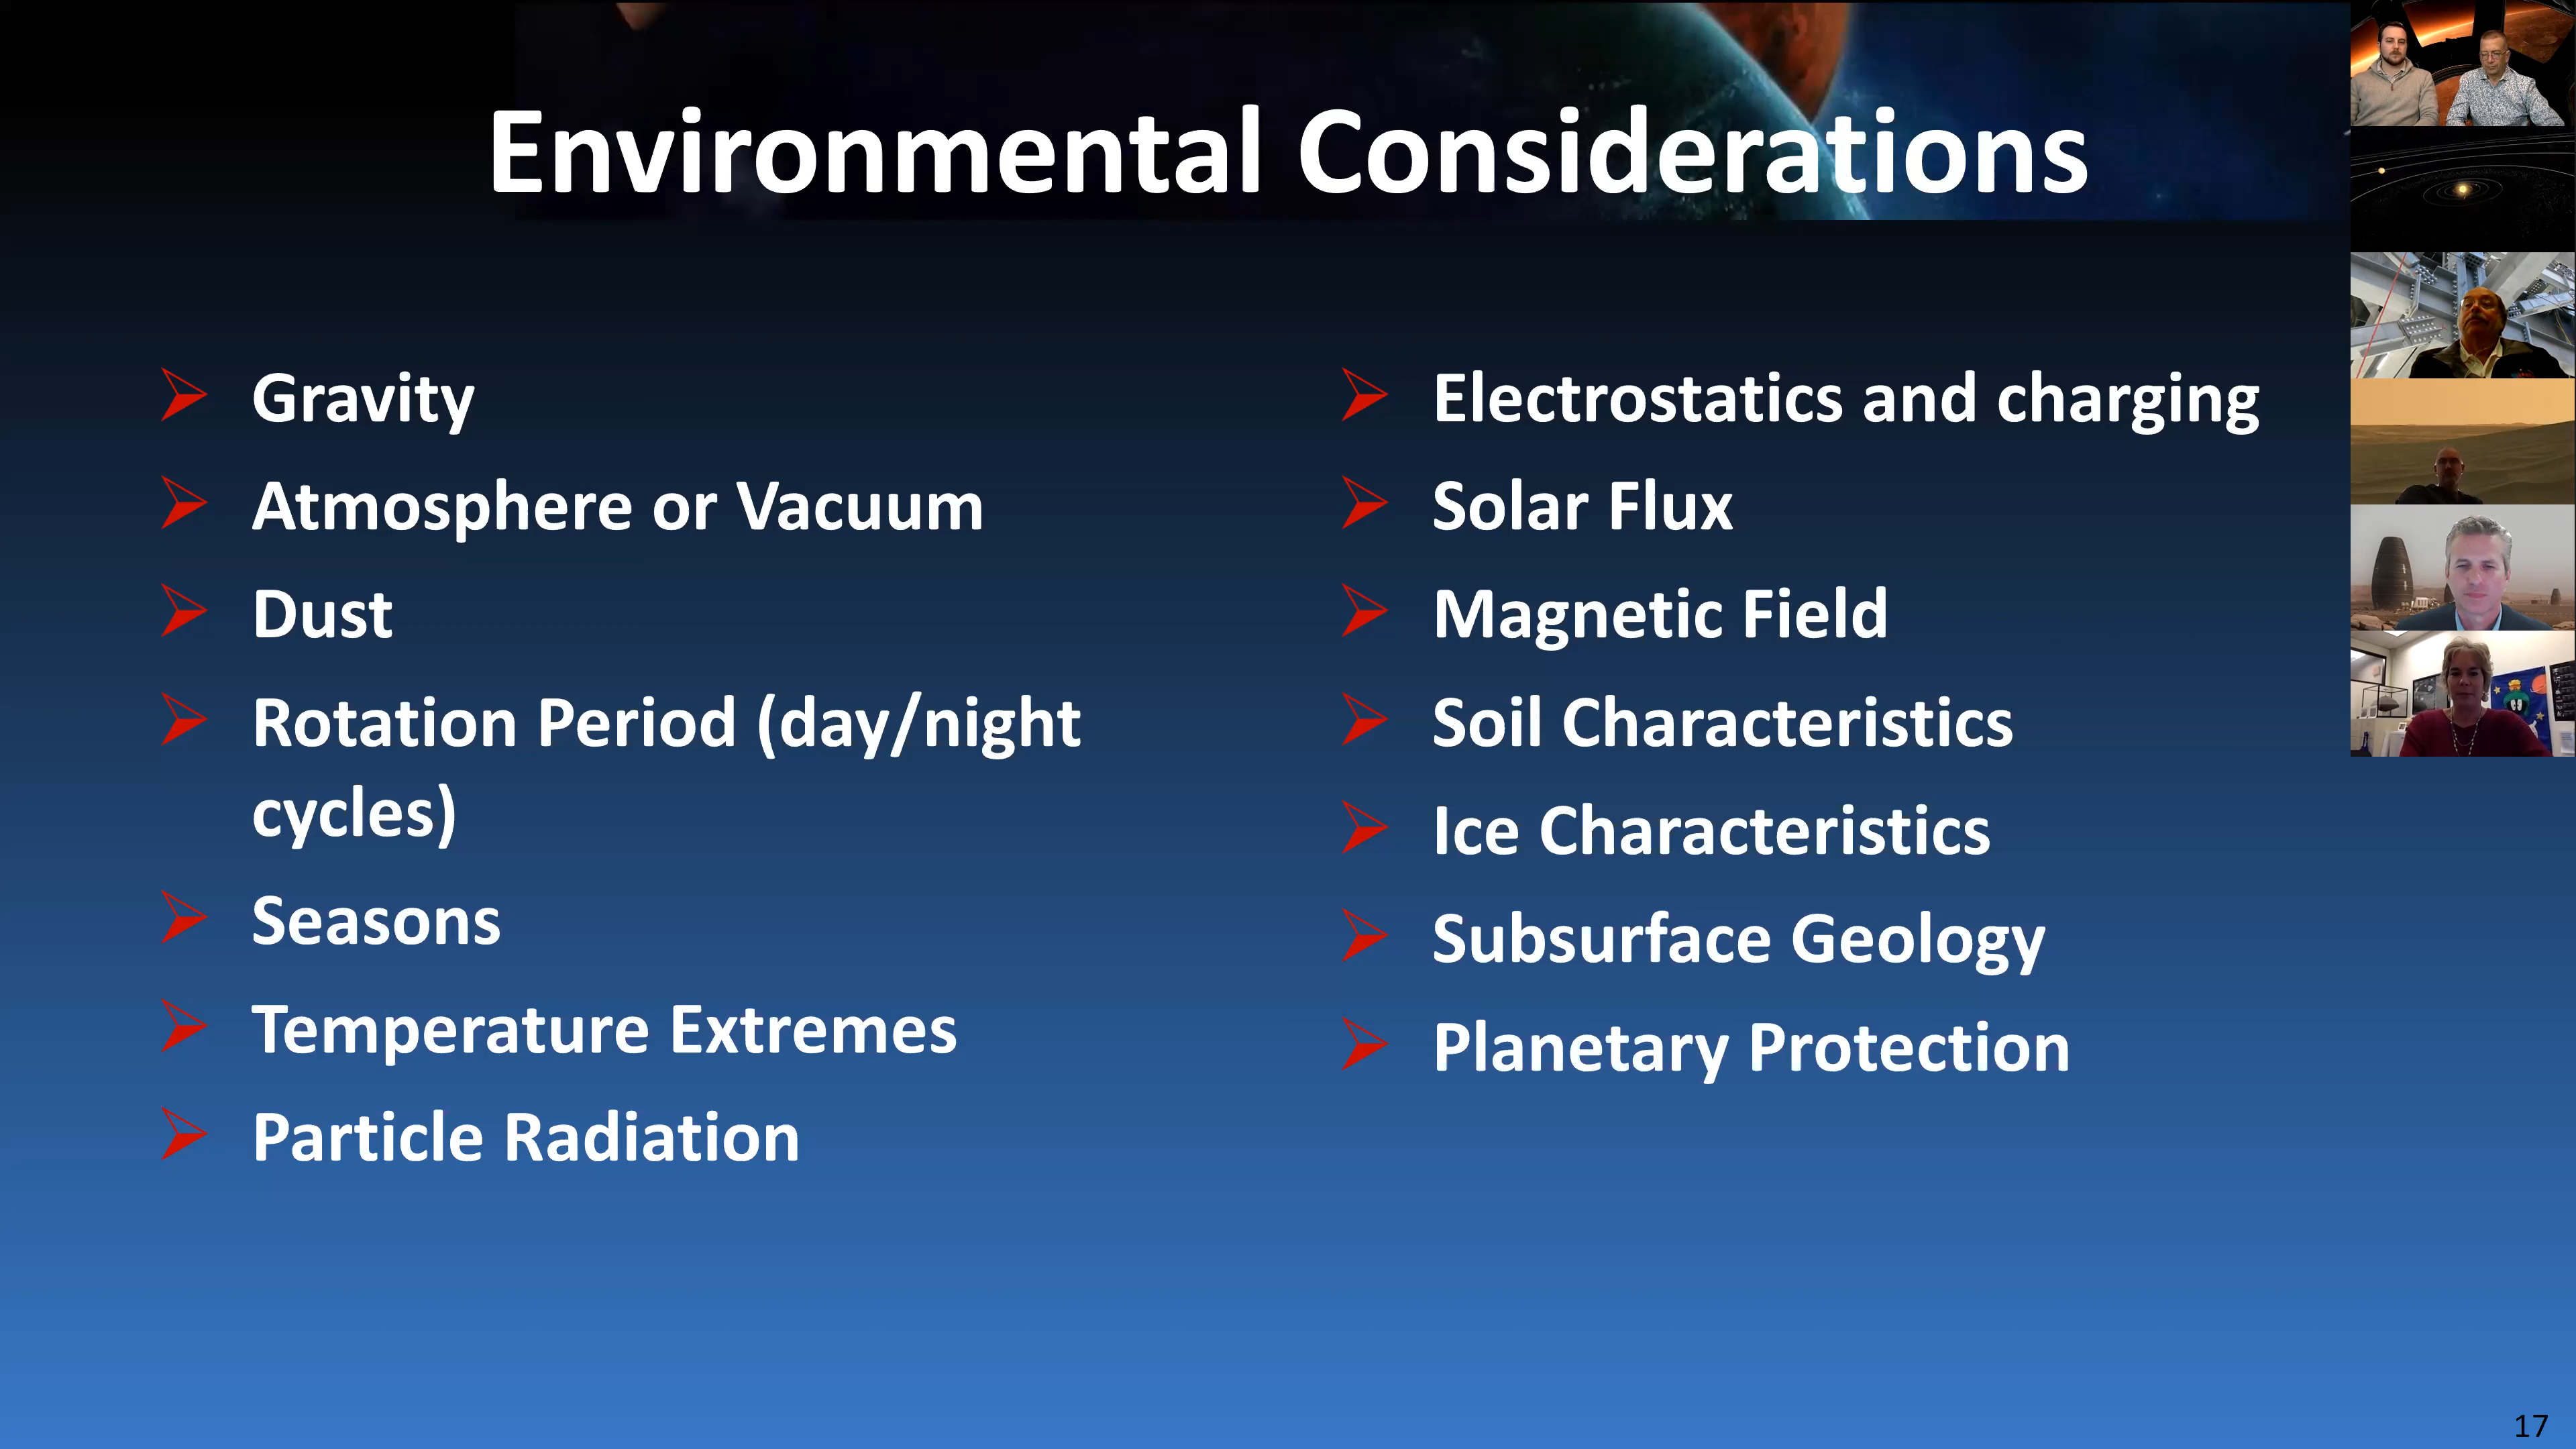 Environmental Considerations
Gravity
Atmosphere or Vacuum
Dust
Rotation Period (day/night
cycles)
Seasons
Temperature Extremes
Particle Radiation
Electrostatics and charging
Solar Flux
Magnetic Field
Soil Characteristics
Ice Characteristics
Subsurface Geology
Planetary Protection
17